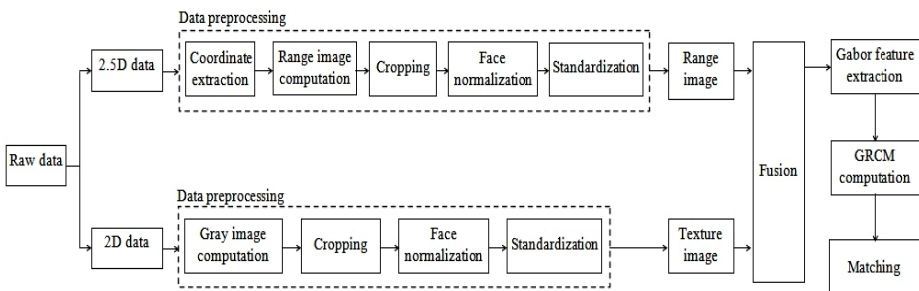 Raw data
2.5D data
Data preprocessing
Coordinate
extraction
Range image
computation
Cropping
Face
normalization
Standardization
Range
image
2D data
Data preprocessing
Gray image
computation
Cropping
Face
normalization
Standardization
Texture
image
Fusion
Gabor feature
extraction
GRCM
computation
Matching